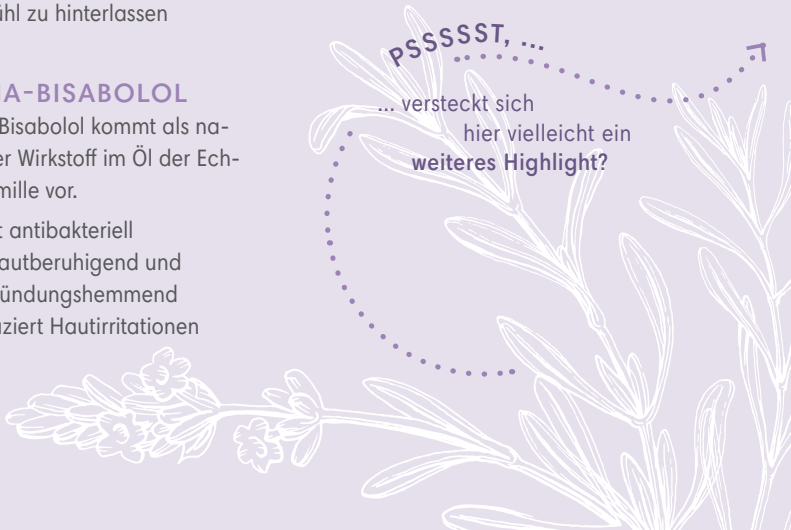 ühl zu hinterlassen
A-BISABOLOL
Bisabolol kommt als na-
er Wirkstoff im Öl der Ech-
mille vor.
t antibakteriell
autberuhigend und
ündungshemmend
uziert Hautirritationen
PSSSSST, ...
... versteckt sich
hier vielleicht ein
weiteres Highlight?